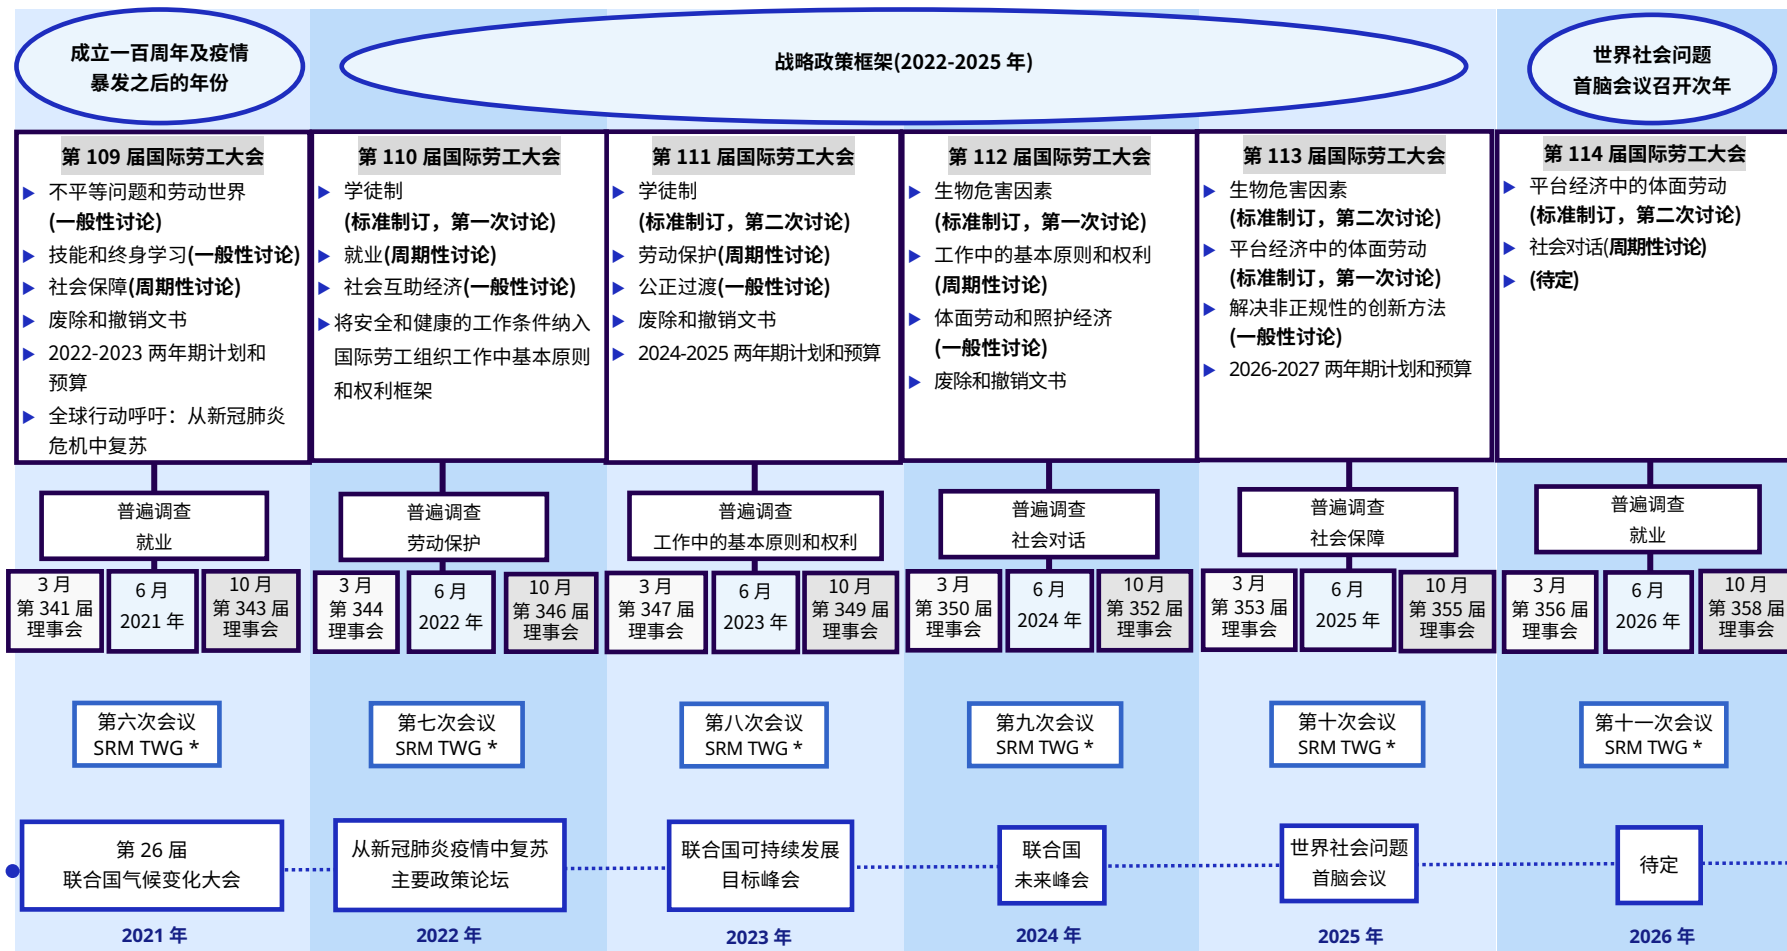 成立一百周年及疫情
暴发之后的年份
战略政策框架(2022-2025 年)
世界社会问题
首脑会议召开次年
第 109 届国际劳工大会
不平等问题和劳动世界
(一般性讨论)
技能和终身学习(一般性讨论)
社会保障(周期性讨论)
废除和撤销文书
2022-2023 两年期计划和
预算
全球行动呼吁：从新冠肺炎
危机中复苏
第 110 届国际劳工大会
学徒制
(标准制订，第一次讨论)
就业(周期性讨论)
社会互助经济(一般性讨论)
将安全和健康的工作条件纳入
国际劳工组织工作中基本原则
和权利框架
第 111 届国际劳工大会
学徒制
(标准制订，第二次讨论)
劳动保护(周期性讨论)
公正过渡(一般性讨论)
废除和撤销文书
2024-2025 两年期计划和预算
第 112 届国际劳工大会
生物危害因素
(标准制订，第一次讨论)
工作中的基本原则和权利
(周期性讨论)
体面劳动和照护经济
(一般性讨论)
废除和撤销文书
第 113 届国际劳工大会
生物危害因素
(标准制订，第二次讨论)
平台经济中的体面劳动
(标准制订，第一次讨论)
解决非正规性的创新方法
(一般性讨论)
2026-2027 两年期计划和预算
第 114 届国际劳工大会
平台经济中的体面劳动
(标准制订，第二次讨论)
社会对话(周期性讨论)
(待定)
普遍调查
就业
普遍调查
劳动保护
普遍调查
工作中的基本原则和权利
普遍调查
社会对话
普遍调查
社会保障
普遍调查
就业
3 月
第 341 届
理事会
6 月
2021 年
10 月
第 343 届
理事会
3 月
第 344
理事会
6 月
2022 年
10 月
第 346 届
理事会
3 月
第 347 届
理事会
6 月
2023 年
10 月
第 349 届
理事会
3 月
第 350 届
理事会
6 月
2024 年
10 月
第 352 届
理事会
3 月
第 353 届
理事会
6 月
2025 年
10 月
第 355 届
理事会
3 月
第 356 届
理事会
6 月
2026 年
10 月
第 358 届
理事会
第六次会议
SRM TWG *
第七次会议
SRM TWG *
第八次会议
SRM TWG *
第九次会议
SRM TWG *
第十次会议
SRM TWG *
第十一次会议
SRM TWG *
第 26 届
联合国气候变化大会
从新冠肺炎疫情中复苏
主要政策论坛
联合国可持续发展
目标峰会
联合国
未来峰会
世界社会问题
首脑会议
待定
2021 年
2022 年
2023 年
2024 年
2025 年
2026 年